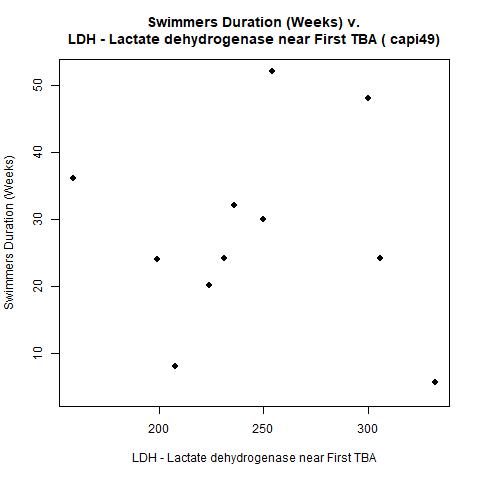 Swimmers Duration (Weeks) v.
LDH - Lactate dehydrogenase near First TBA ( capi49)
Swimmers Duration (Weeks)
50
40
30
20
10
200
250
300
LDH - Lactate dehydrogenase near First TBA